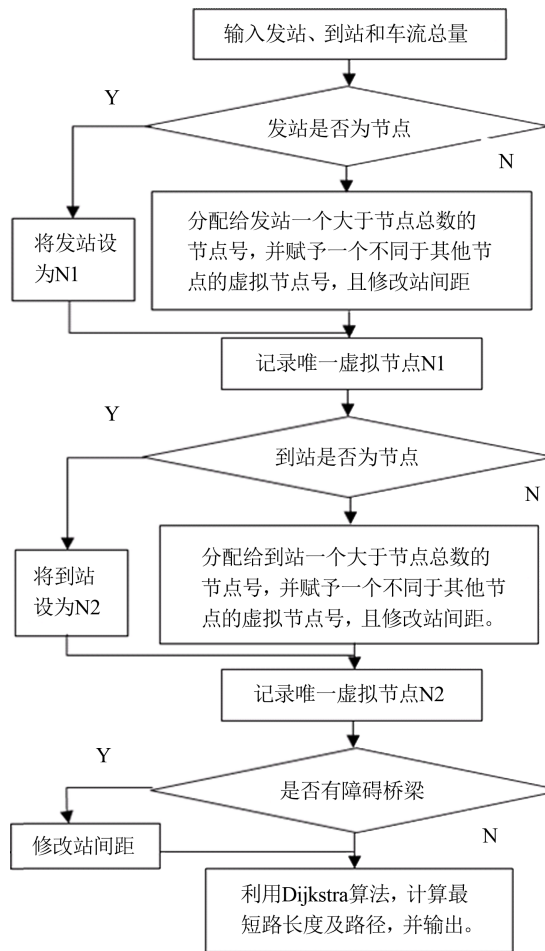 输入发站、到站和车流总量
Y
发站是否为节点
N
将发站设
为N1
分配给发站一个大于节点总数的
节点号，并赋予一个不同于其他节
点的虚拟节点号，且修改站间距
记录唯一虚拟节点N1
Y
到站是否为节点
N
将到站
设为N2
分配给到站一个大于节点总数的
节点号，并赋予一个不同于其他节
点的虚拟节点号，且修改站间距。
记录唯一虚拟节点N2
Y
是否有障碍桥梁
N
修改站间距
利用Dijkstra算法，计算最
短路长度及路径，并输出。